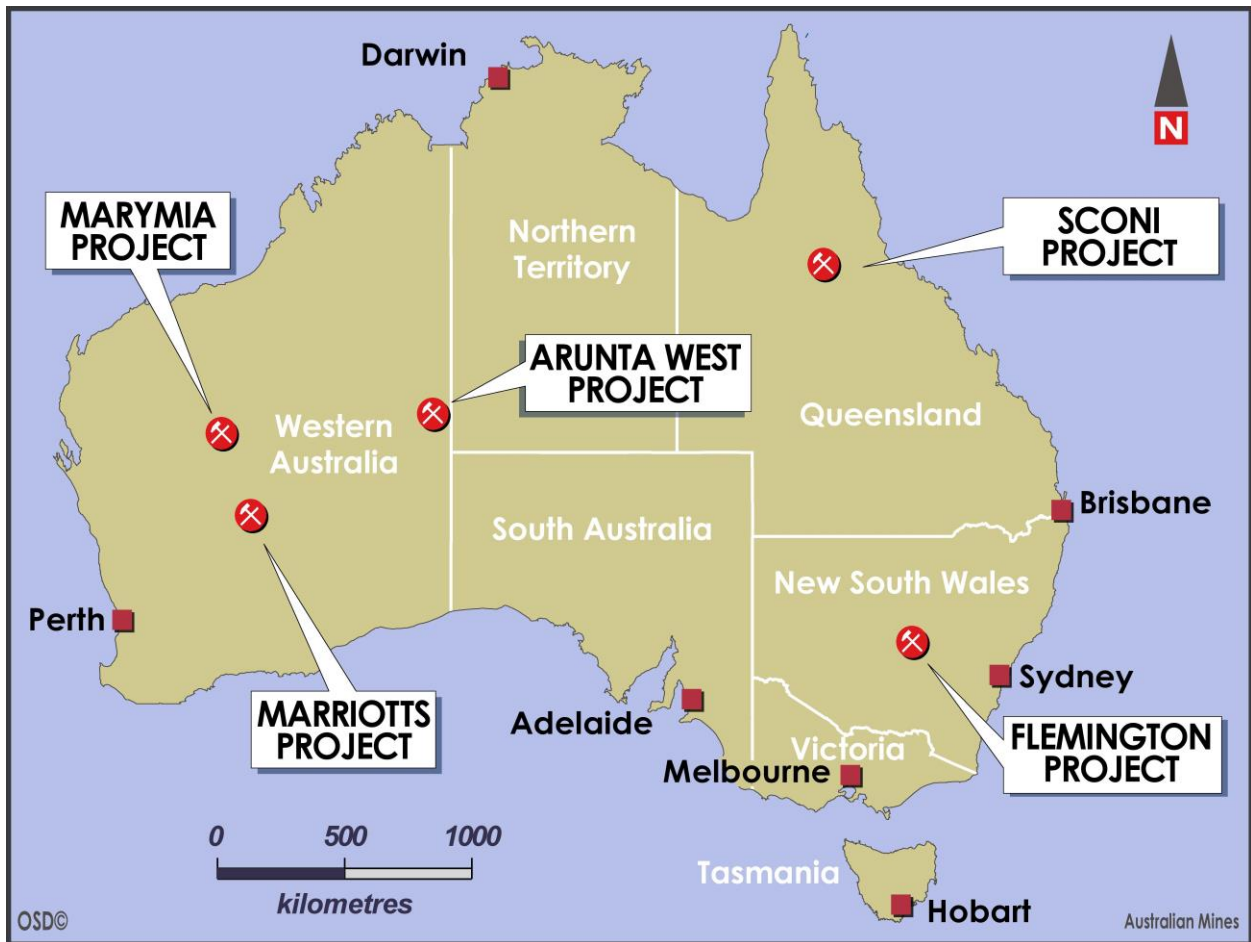 Darwin
N
MARYMIA
PROJECT
Northern
Territory
SCONI
PROJECT
ARUNTA WEST
PROJECT
Western
Australia
Queensland
South Australia
Brisbane
New South Wales
Perth
Sydney
MARRIOTTS
PROJECT
Adelaide
FLEMINGTON
PROJECT
Victoria
Melbourne
0 500 1000
kilometres
Tasmania
Hobart
OSD©
Australian Mines